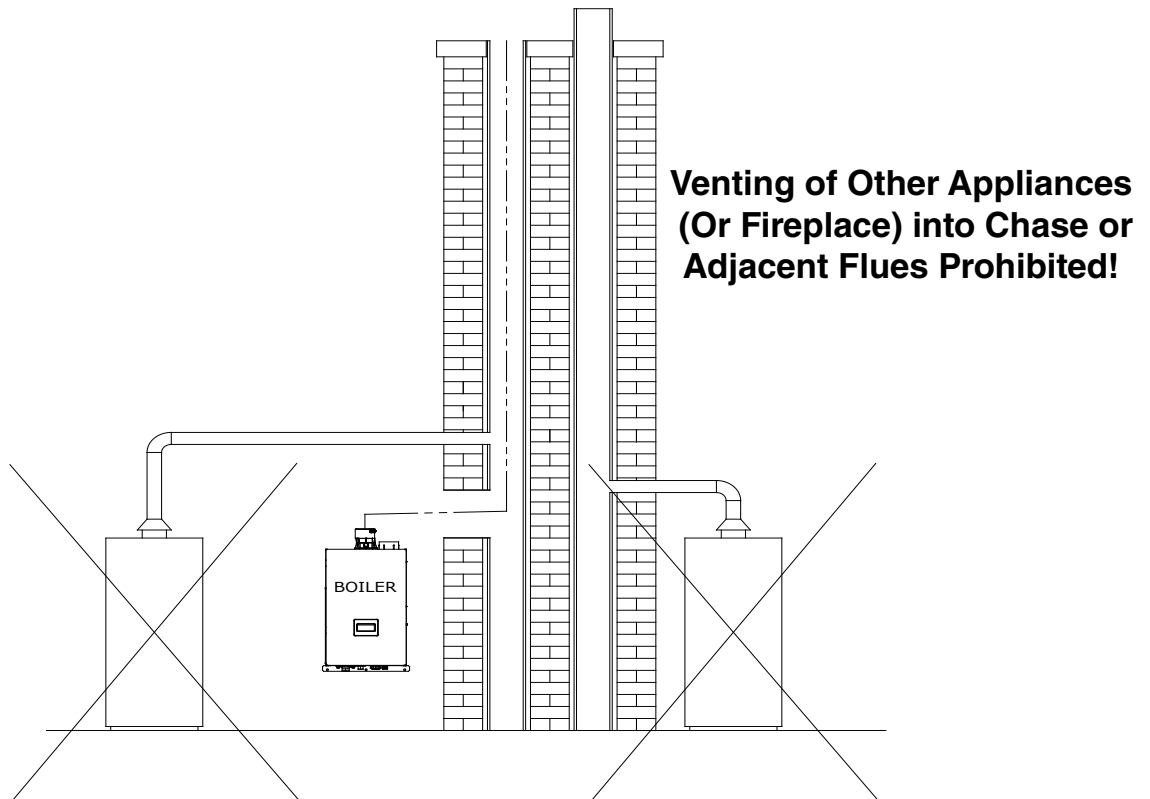 Venting of Other Appliances
(Or Fireplace) into Chase or
Adjacent Flues Prohibited!
BOILER